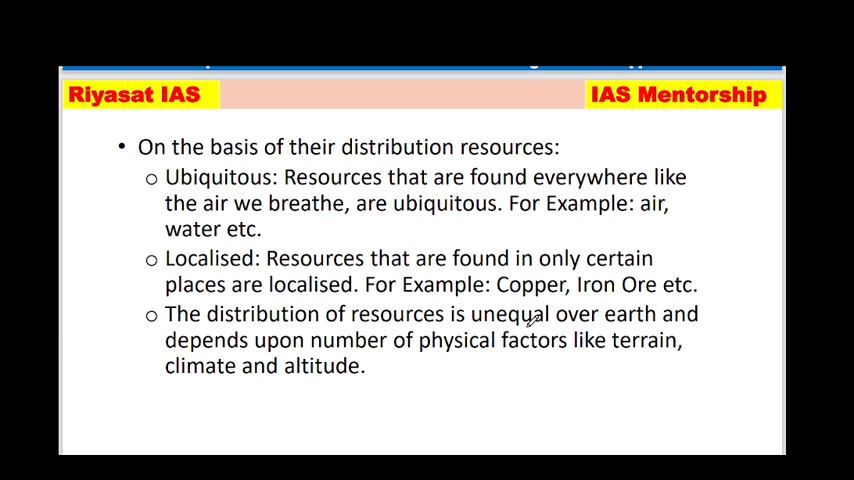 Riyasat IAS
IAS Mentorship
• On the basis of their distribution resources:
o Ubiquitous: Resources that are found everywhere like
the air we breathe, are ubiquitous. For Example: air,
water etc.
o Localised: Resources that are found in only certain
places are localised. For Example: Copper, Iron Ore etc.
o The distribution of resources is unequal over earth and
depends upon number of physical factors like terrain,
climate and altitude.